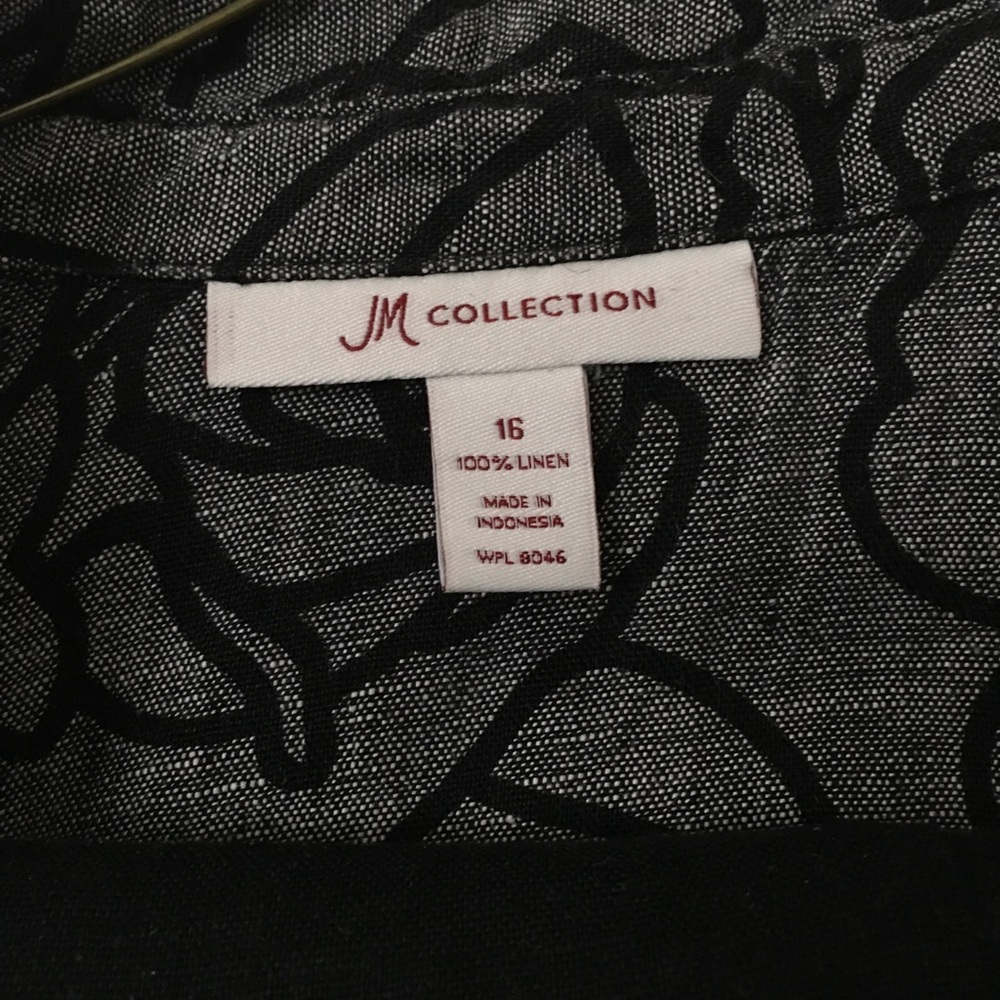 JM COLLECTION
16
100% LINEN
MADE IN
INDONESIA
WPL 8046